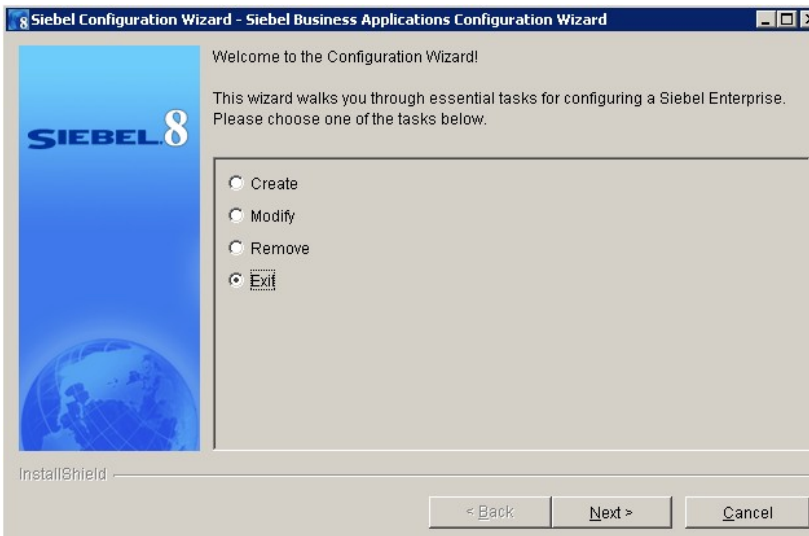 Siebel Configuration Wizard - Siebel Business Applications Configuration Wizard
Welcome to the Configuration Wizard!
This wizard walks you through essential tasks for configuring a Siebel Enterprise.
Please choose one of the tasks below.
SIEBEL.8
Create
Modify
Remove
Exit
InstallShield
< Back
Next >
Cancel